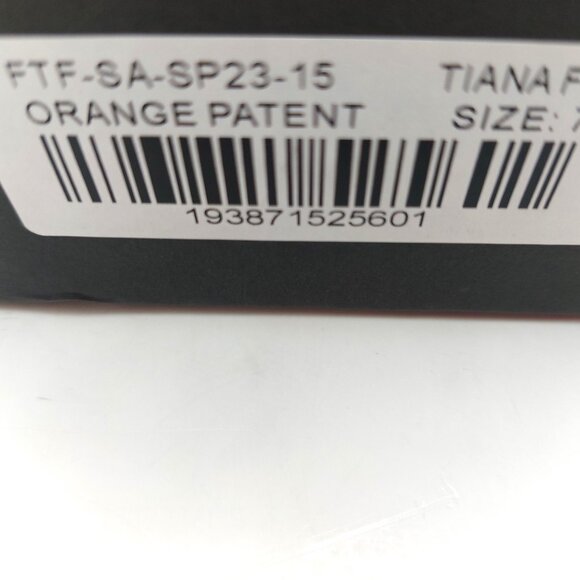 FTF-SA-SP23-15 TIANA F
ORANGE PATENT SIZE:
193871525601